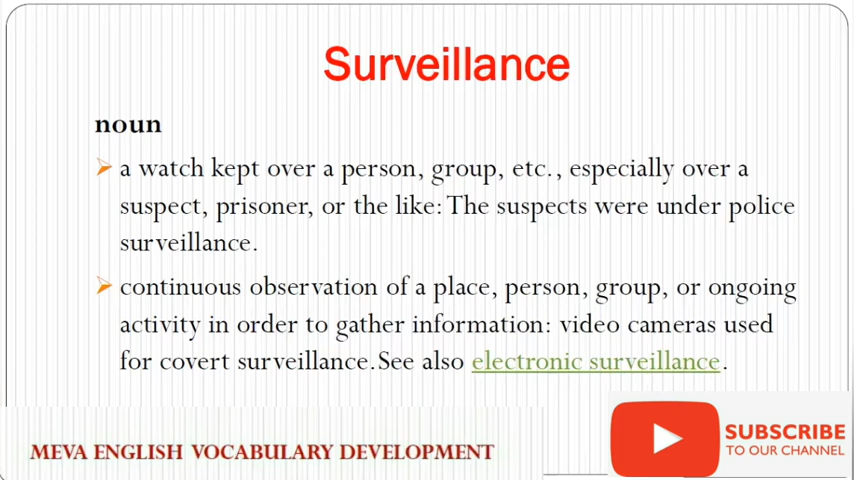 Surveillance
noun
a watch kept over a person, group, etc., especially over a
suspect, prisoner, or the like: The suspects were under police
surveillance.
continuous observation of a place, person, group, or ongoing
activity in order to gather information: video cameras used
for covert surveillance. See also electronic surveillance.
MEVA ENGLISH VOCABULARY DEVELOPMENT
SUBSCRIBE
TO OUR CHANNEL